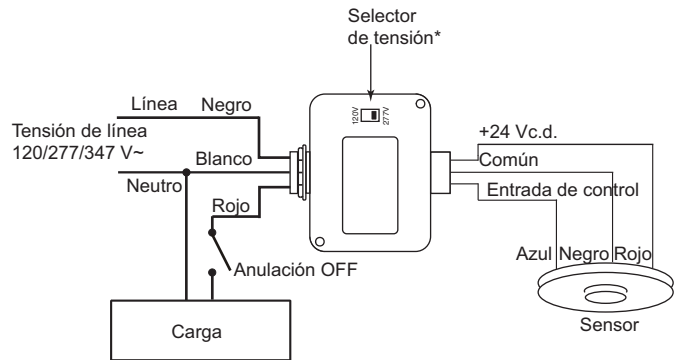 Selector
de tensión*
120V
277V
Línea
Negro
Tensión de línea
120/277/347 V~
Blanco
Neutro
Rojo
Anulación OFF
Carga
+24 Vc.d.
Común
Entrada de control
Azul Negro Rojo
Sensor